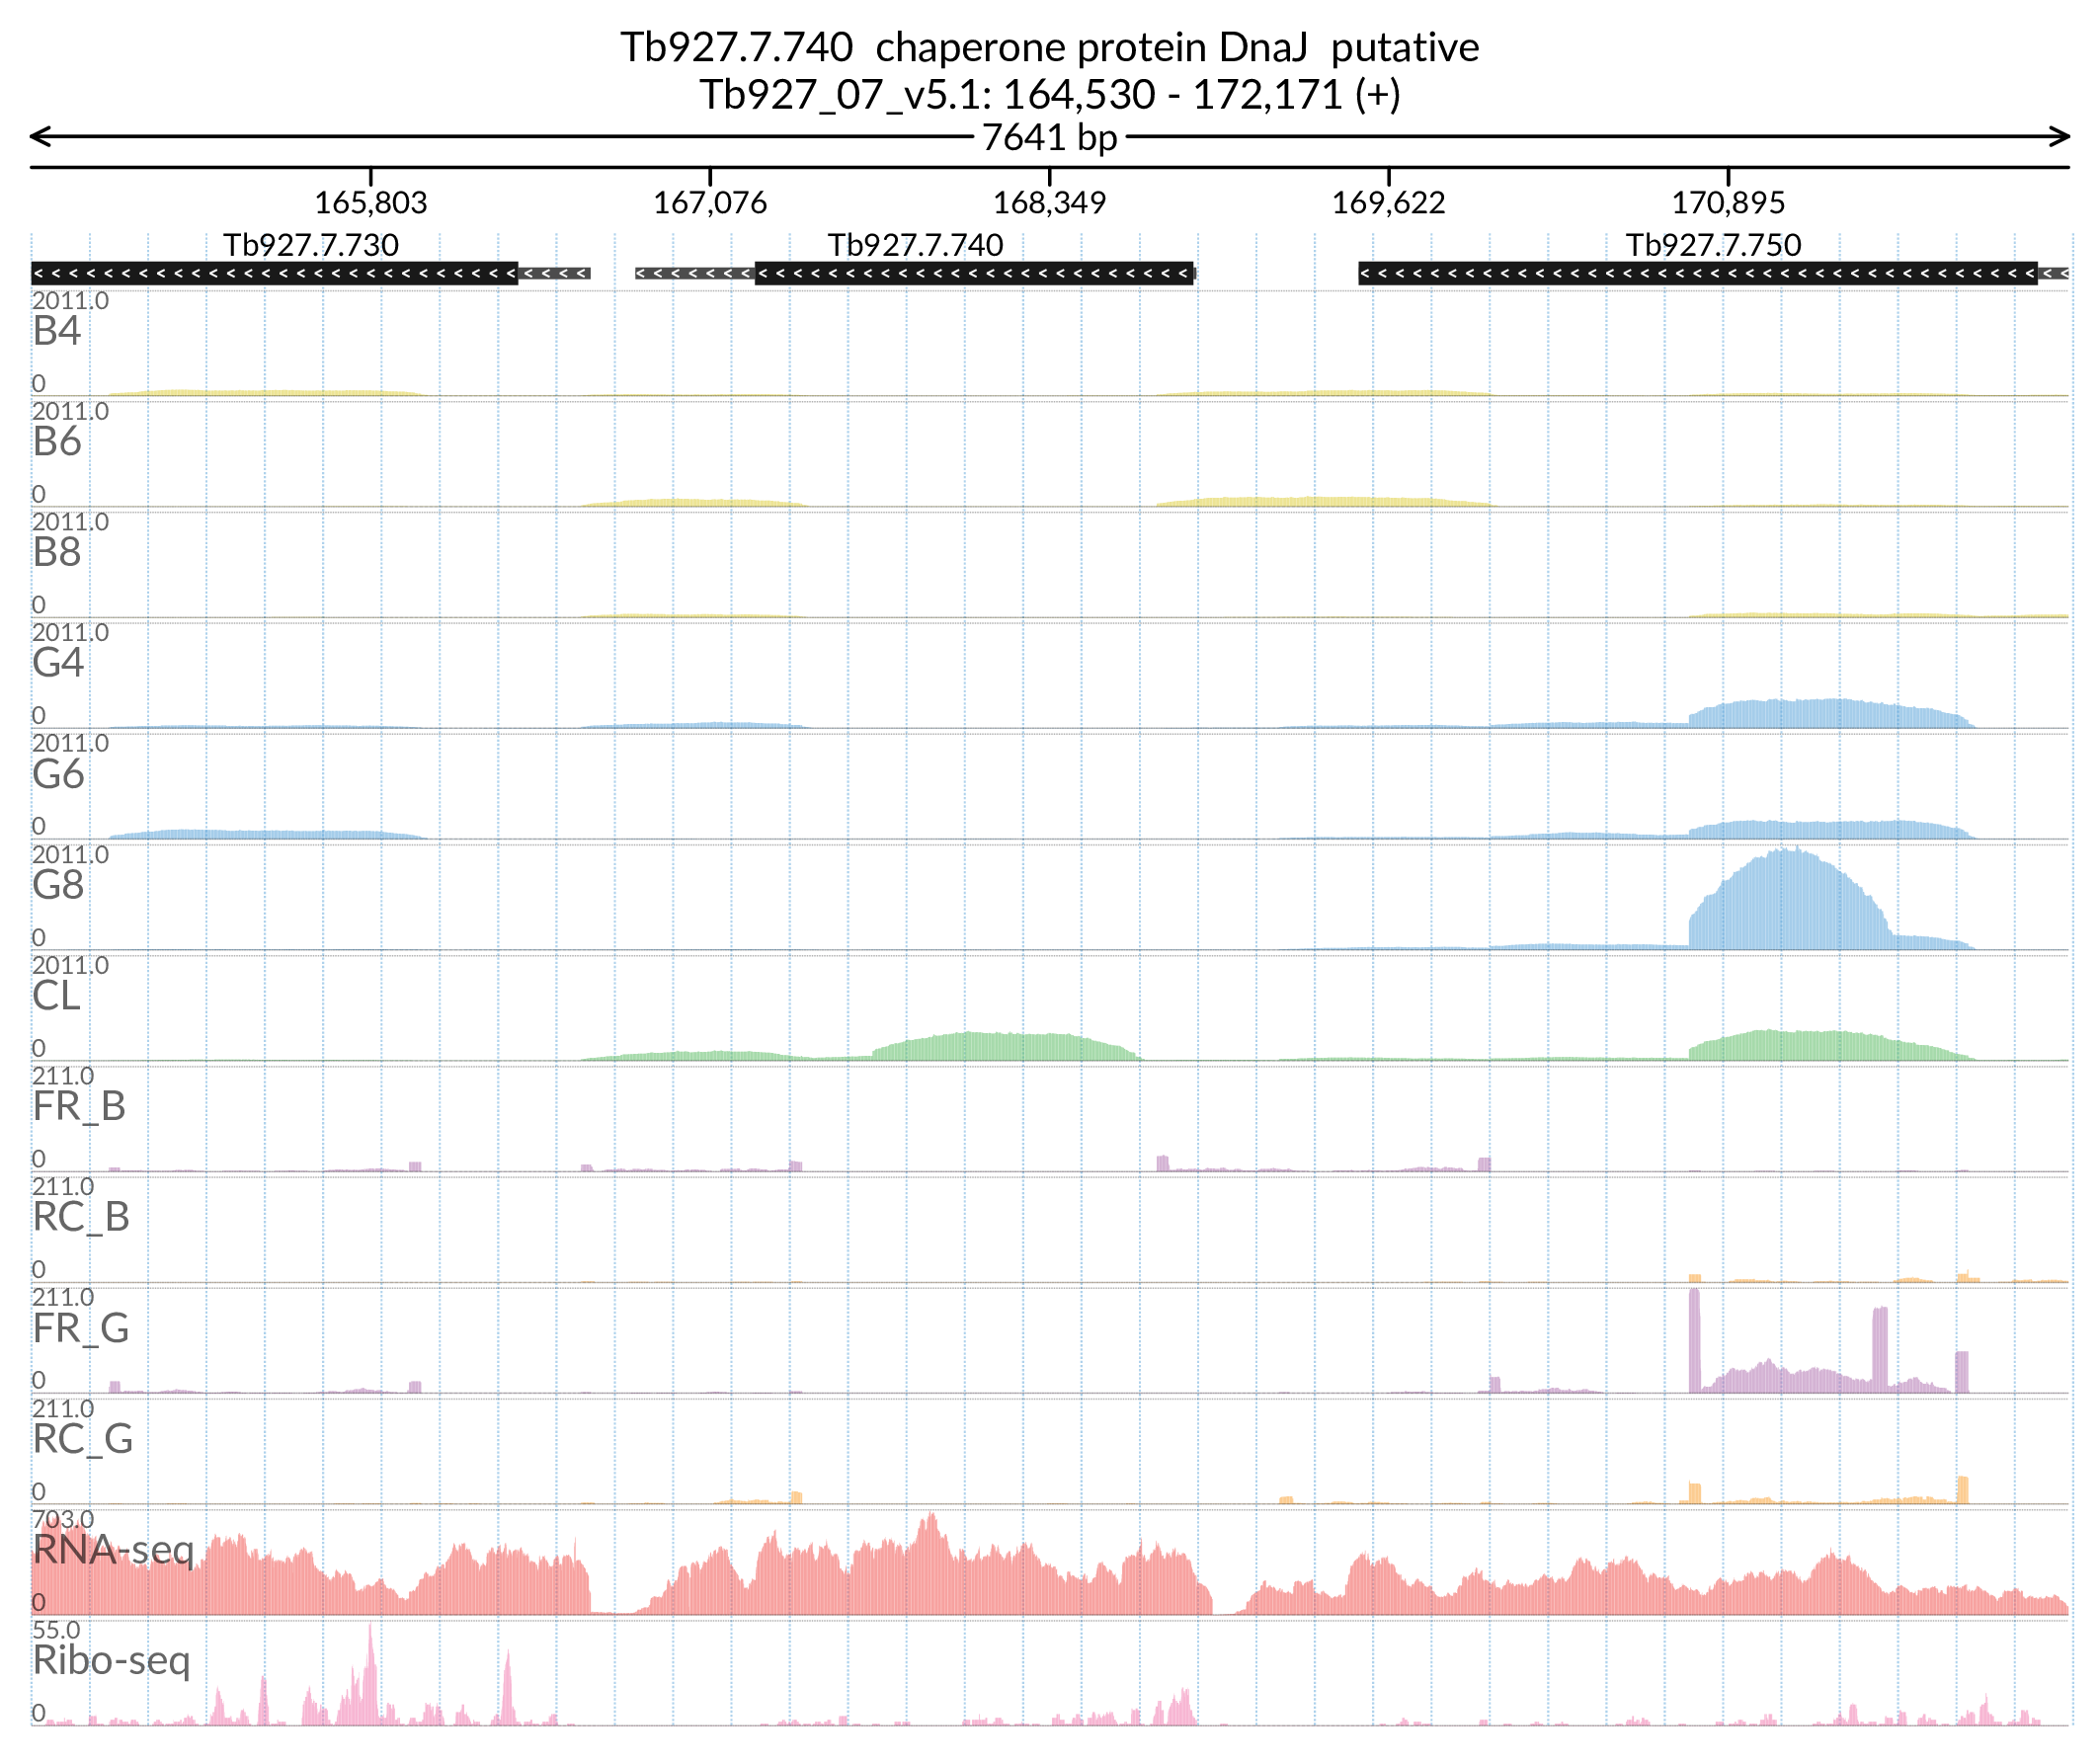 Tb927.7.740 chaperone protein DnaJ putative
Tb927_07_v5.1: 164,530 - 172,171 (+)
7641 bp
165,803 167,076 168,349 169,622 170,895
Tb927.7.730 Tb927.7.740 Tb927.7.750
2011.0
B4
0
2011.0
B6
0
2011.0
B8
0
2011.0
G4
0
2011.0
G6
0
2011.0
G8
0
2011.0
CL
0
211.0
FR_B
0
211.0
RC_B
0
211.0
FR_G
0
211.0
RC_G
0
703.0
RNA-seq
0
55.0
Ribo-seq
0